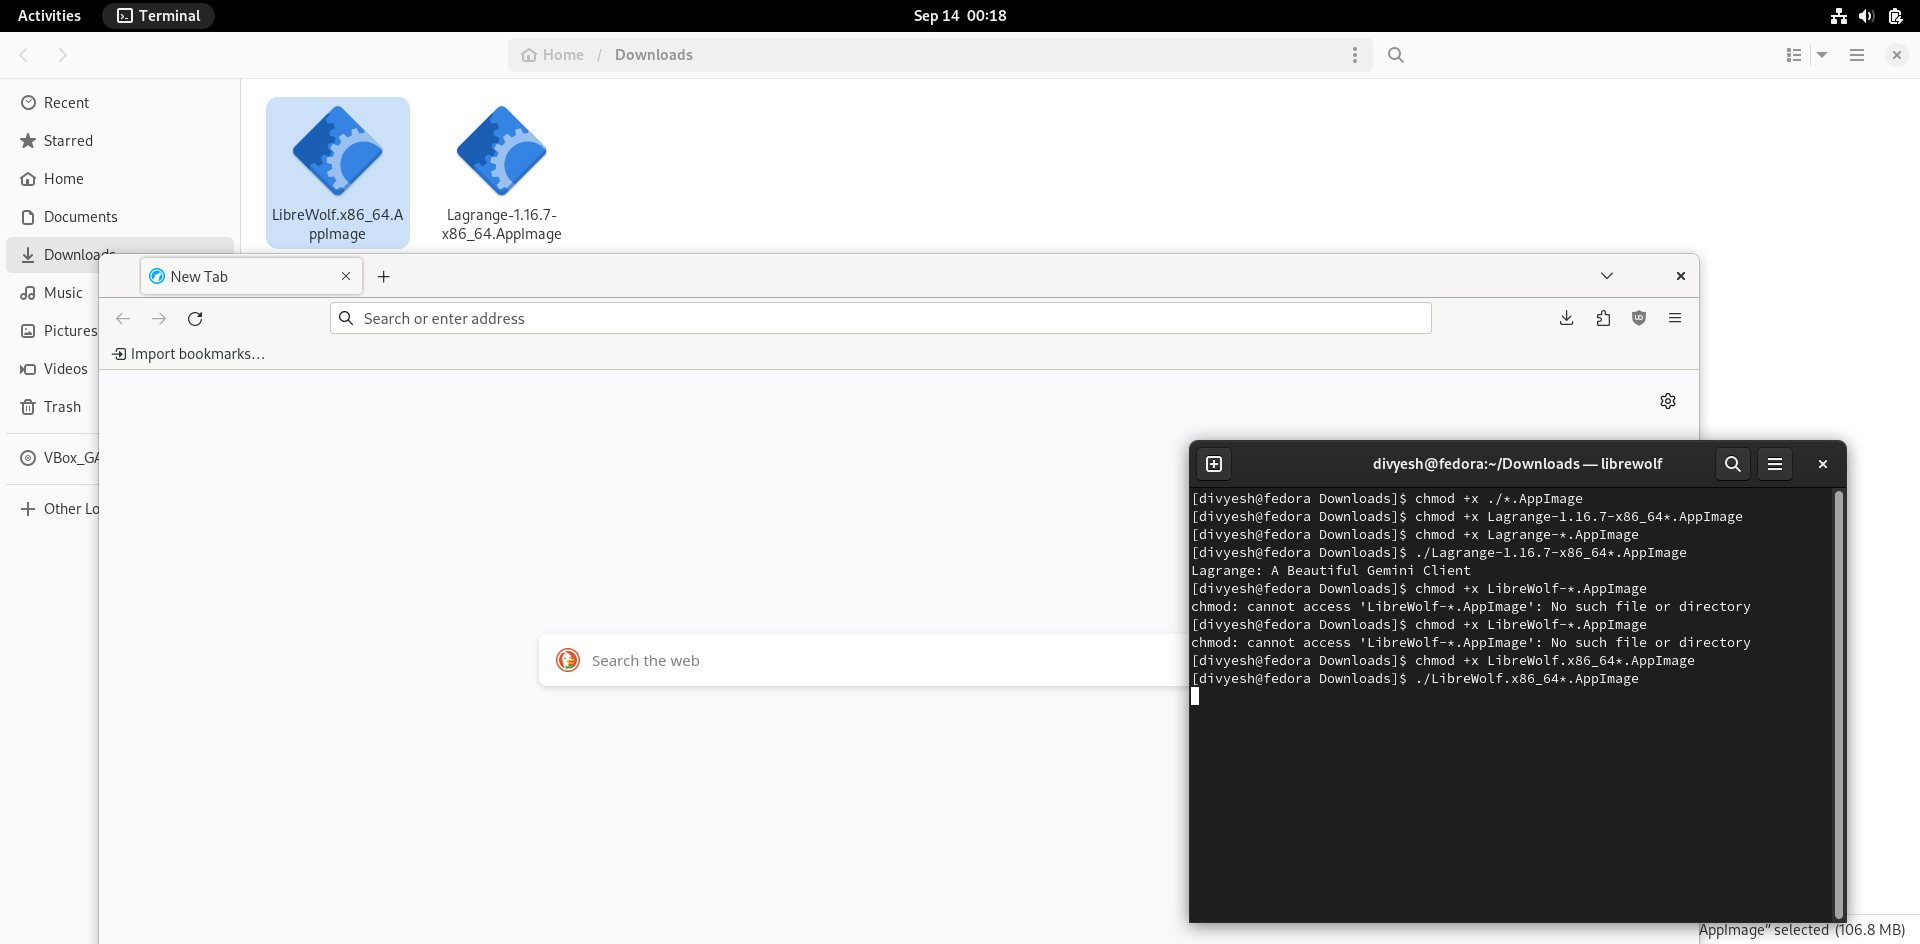 Activities
Terminal
Sep 14 00:18
Home / Downloads
Recent
Starred
Home
Documents
Downloads
Music
Pictures
Videos
Trash
VBox_GA
Other Lo
LibreWolf.x86_64.A
ppImage
Lagrange-1.16.7-
x86_64.AppImage
New Tab
Search or enter address
Import bookmarks…
Search the web
divyesh@fedora:~/Downloads — librewolf
[divyesh@fedora Downloads]$ chmod +x ./*.AppImage
[divyesh@fedora Downloads]$ chmod +x Lagrange-1.16.7-x86_64*.AppImage
[divyesh@fedora Downloads]$ chmod +x Lagrange-*.AppImage
[divyesh@fedora Downloads]$ ./Lagrange-1.16.7-x86_64*.AppImage
Lagrange: A Beautiful Gemini Client
[divyesh@fedora Downloads]$ chmod +x LibreWolf-*.AppImage
chmod: cannot access 'LibreWolf-*.AppImage': No such file or directory
[divyesh@fedora Downloads]$ chmod +x LibreWolf-*.AppImage
chmod: cannot access 'LibreWolf-*.AppImage': No such file or directory
[divyesh@fedora Downloads]$ chmod +x LibreWolf.x86_64*.AppImage
[divyesh@fedora Downloads]$ ./LibreWolf.x86_64*.AppImage
AppImage” selected (106.8 MB)